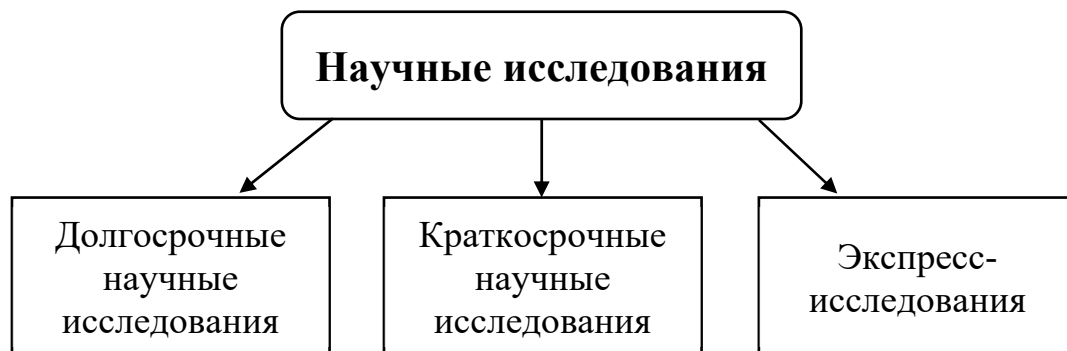 Научные исследования
Долгосрочные
научные
исследования
Краткосрочные
научные
исследования
Экспресс-
исследования